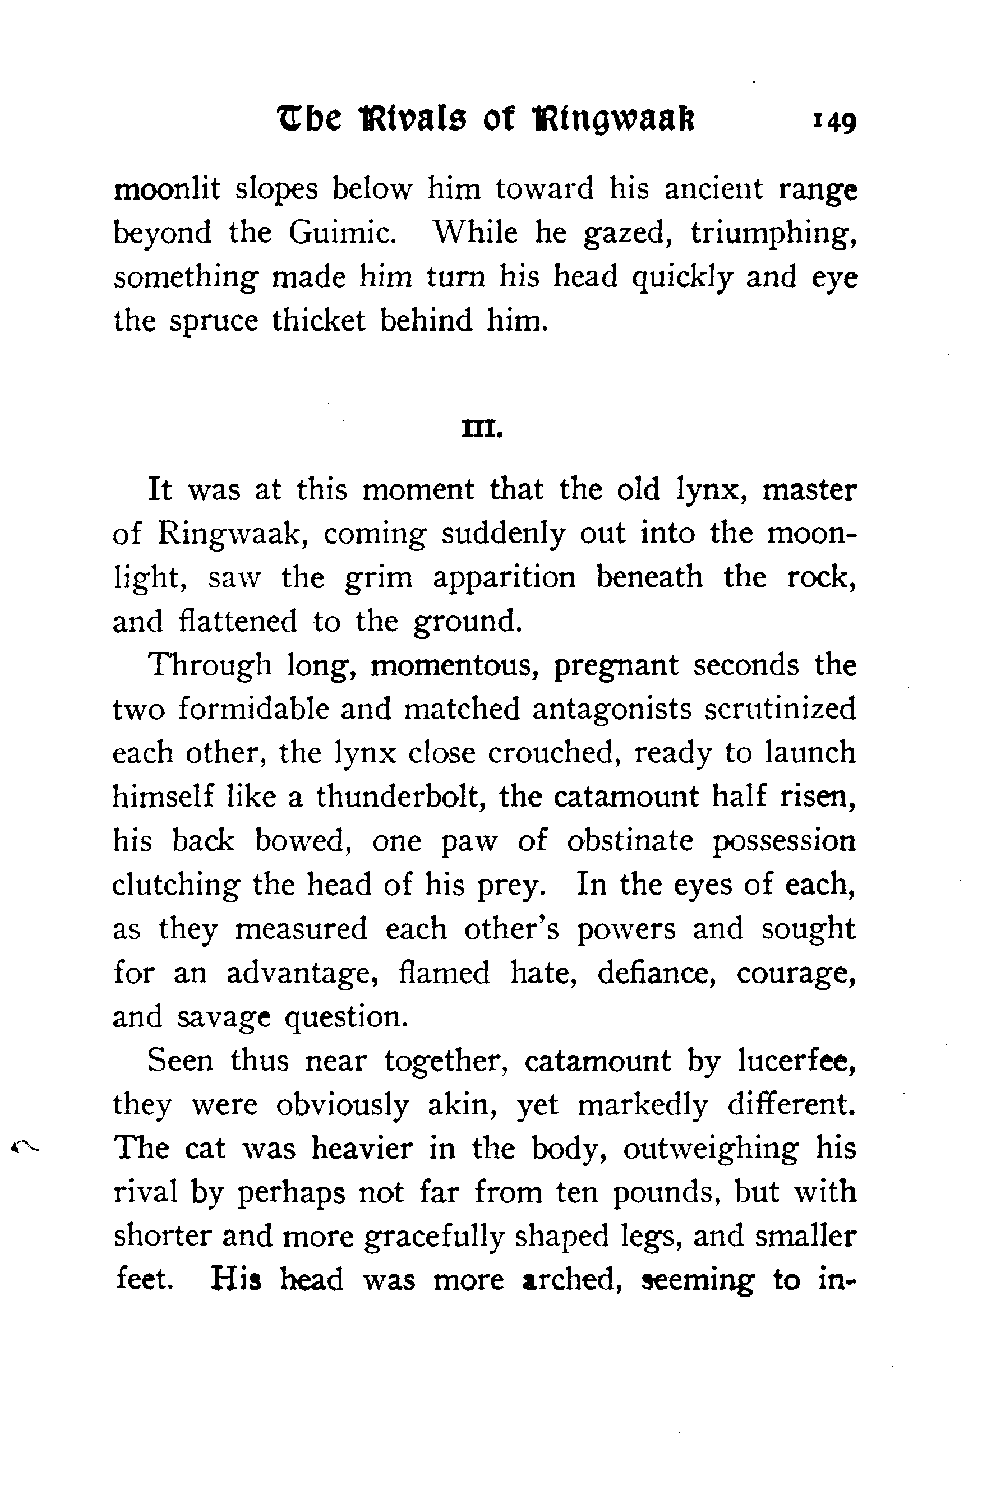 The Rivals of Ringwaak 149
moonlit slopes below him toward his ancient range
beyond the Guimic. While he gazed, triumphing,
something made him turn his head quickly and eye
the spruce thicket behind him.
III.
It was at this moment that the old lynx, master
of Ringwaak, coming suddenly out into the moon-
light, saw the grim apparition beneath the rock,
and flattened to the ground.
Through long, momentous, pregnant seconds the
two formidable and matched antagonists scrutinized
each other, the lynx close crouched, ready to launch
himself like a thunderbolt, the catamount half risen,
his back bowed, one paw of obstinate possession
clutching the head of his prey. In the eyes of each,
as they measured each other's powers and sought
for an advantage, flamed hate, defiance, courage,
and savage question.
Seen thus near together, catamount by lucerfee,
they were obviously akin, yet markedly different.
The cat was heavier in the body, outweighing his
rival by perhaps not far from ten pounds, but with
shorter and more gracefully shaped legs, and smaller
feet. His head was more arched, seeming to in-